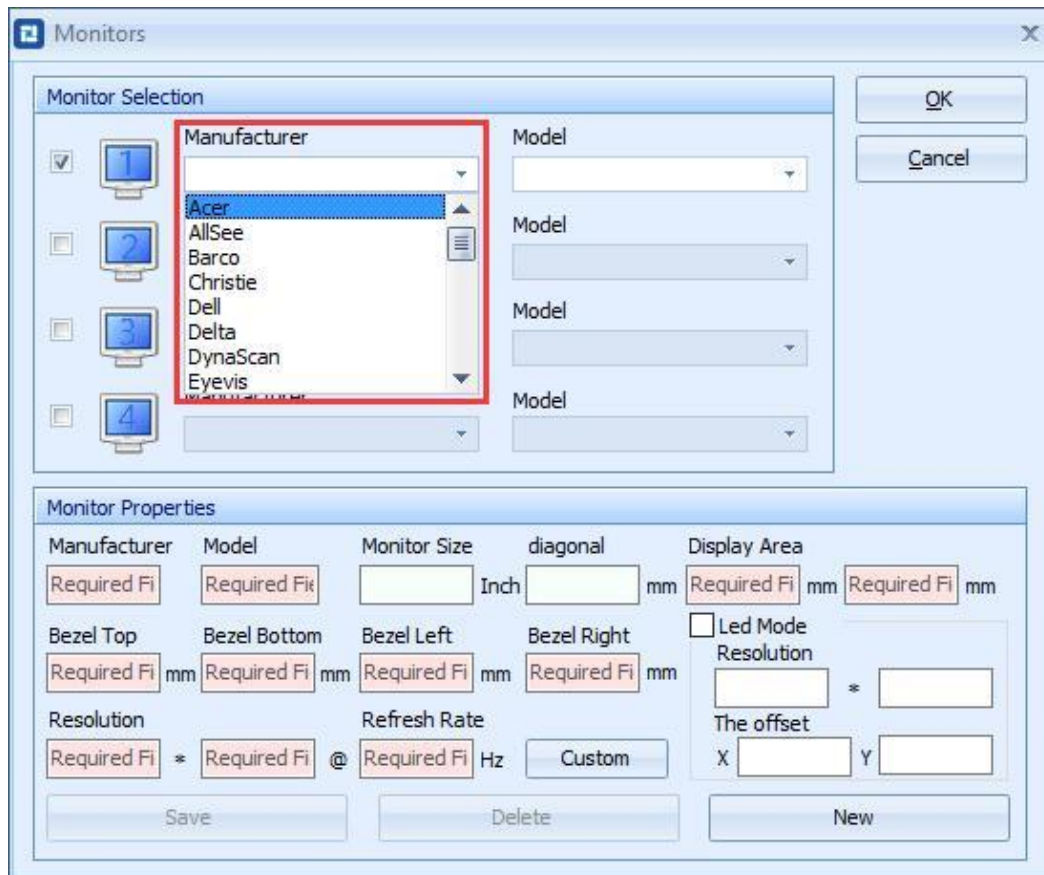 Monitors
Monitor Selection
OK
Cancel
1
Manufacturer
Model
Acer
AllSee
Barco
Christie
Dell
Delta
DynaScan
Eyevis
2
Model
3
Model
4
Manufacturer
Model
Monitor Properties
Manufacturer Model Monitor Size diagonal Display Area
Required Fi Required Fie Inch mm Required Fi mm Required Fi mm
Bezel Top Bezel Bottom Bezel Left Bezel Right Led Mode
Required Fi mm Required Fi mm Required Fi mm Required Fi mm Resolution
*
Resolution Refresh Rate The offset
Required Fi * Required Fi @ Required Fi Hz Custom X Y
Save Delete New